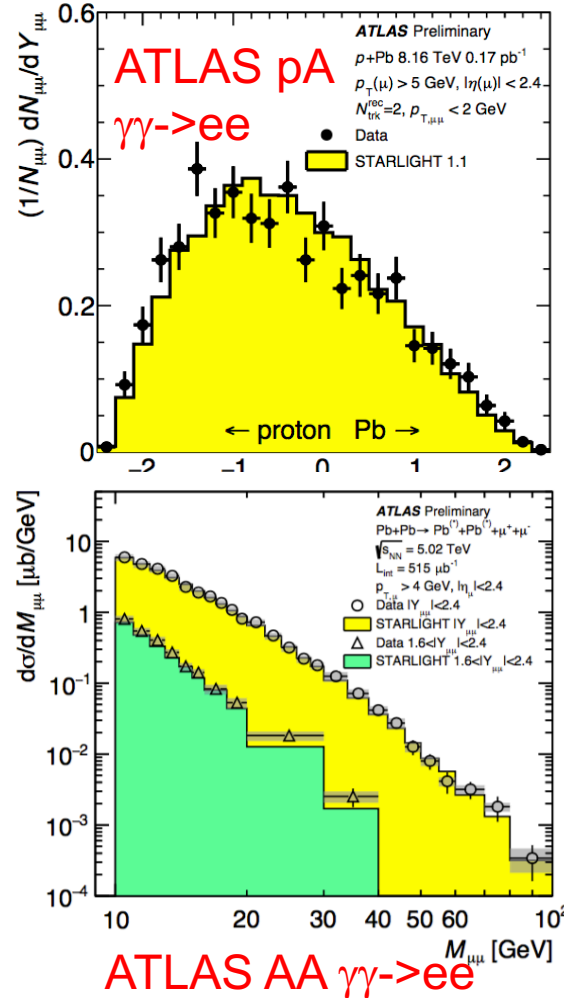 0.6
ATLAS Preliminary
ATLAS pA
p+Pb 8.16 TeV 0.17 pb⁻¹
p_T(μ) > 5 GeV, |η(μ)| < 2.4
γγ->ee
N_trk^rec=2, p_T,μμ < 2 GeV
Data
STARLIGHT 1.1
(1/N_μμ) dN_μμ/dY_μμ
0.4
0.2
0
← proton Pb →
−2 −1 0 1 2
ATLAS Preliminary
Pb+Pb→ Pb^(*)+Pb^(*)+μ⁺+μ⁻
√s_NN = 5.02 TeV
L_int = 515 μb⁻¹
p_T,μ > 4 GeV, |η_μ|<2.4
Data |Y_μμ|<2.4
STARLIGHT |Y_μμ|<2.4
Data 1.6<|Y_μμ|<2.4
STARLIGHT 1.6<|Y_μμ|<2.4
dσ/dM_μμ [μb/GeV]
10
1
10⁻¹
10⁻²
10⁻³
10⁻⁴
10 20 30 40 50 60 10²
M_μμ [GeV]
ATLAS AA γγ->ee